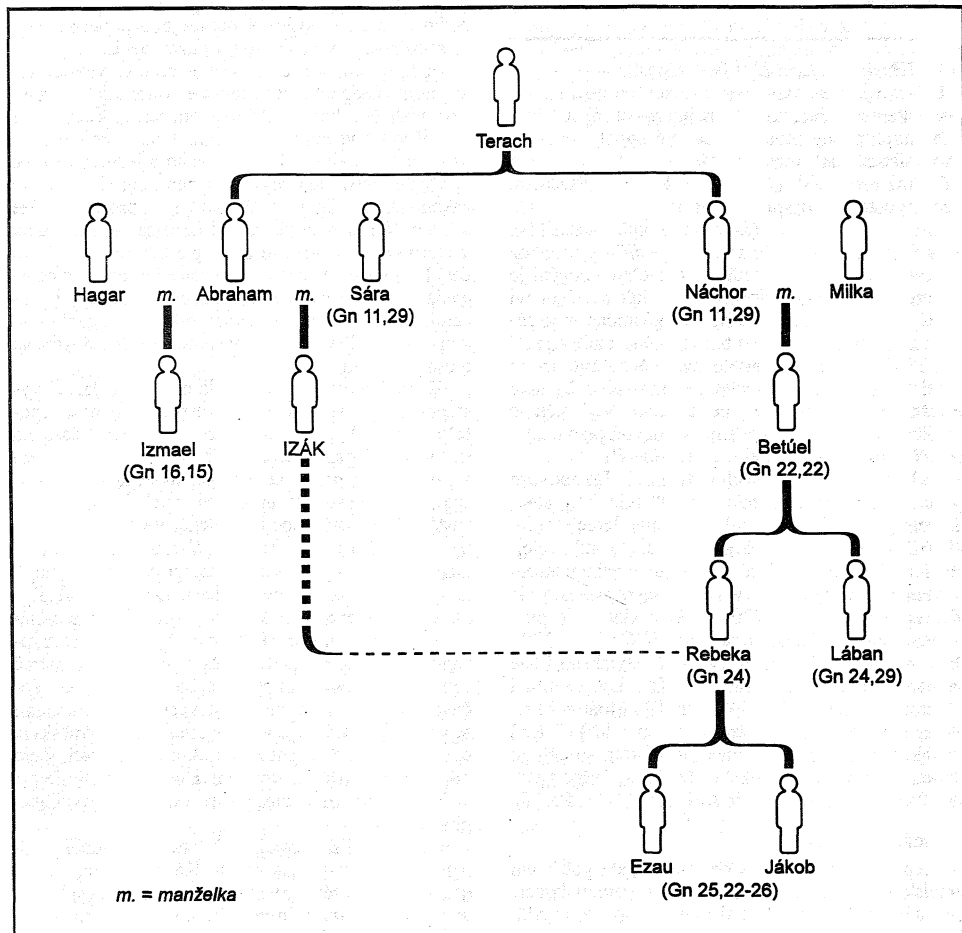 Terach
Hagar m. Abraham m. Sára Náchor m. Milka
(Gn 11,29) (Gn 11,29)
Izmael IZÁK Betúel
(Gn 16,15) (Gn 22,22)
Rebeka Lában
(Gn 24) (Gn 24,29)
Ezau Jákob
(Gn 25,22-26)
m. = manželka